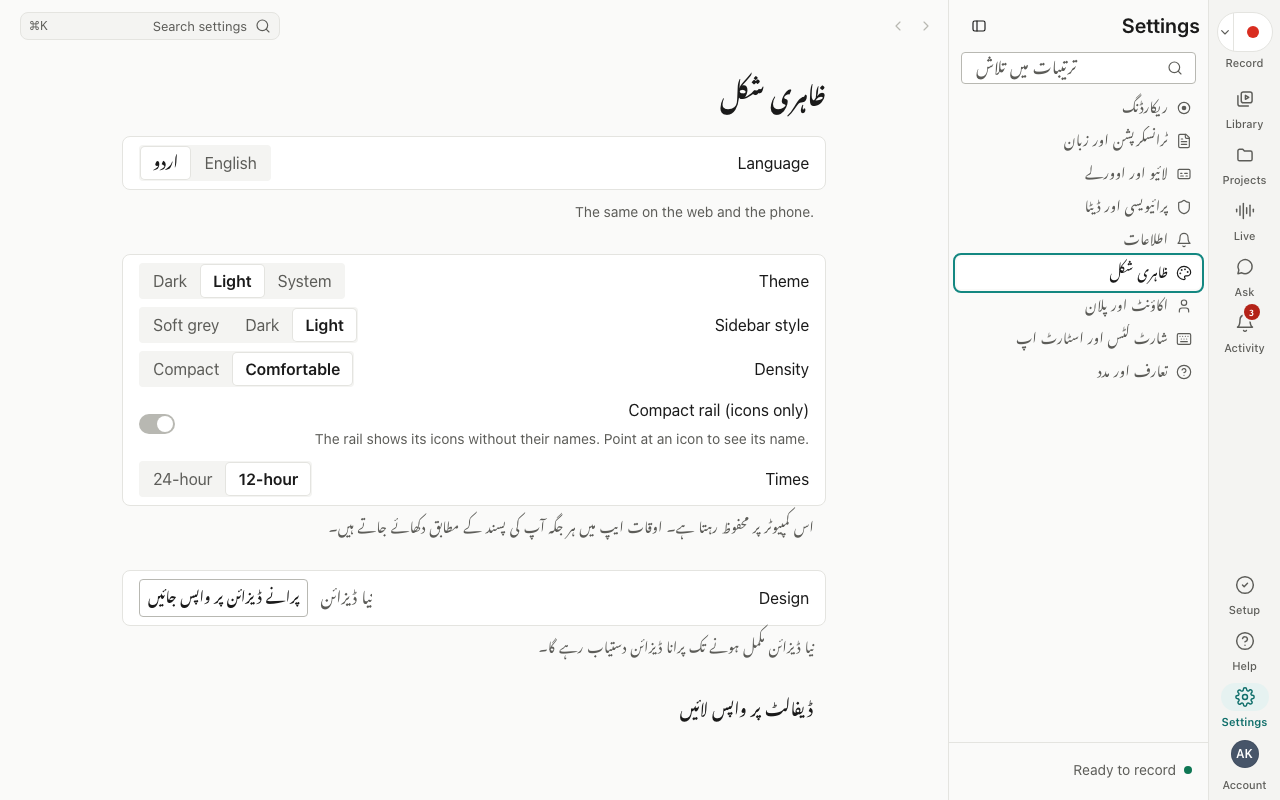 Record
Library
Projects
Live
Ask
3
Activity
Setup
Help
Settings
AK
Account
Settings
ترتیبات میں تلاش
ریکارڈنگ
ٹرانسکرپشن اور زبان
لائیو اور اوورلے
پرائیویسی اور ڈیٹا
اطلاعات
ظاہری شکل
اکاؤنٹ اور پلان
شارٹ کٹس اور اسٹارٹ اپ
تعارف اور مدد
Ready to record
Search settings ⌘K
ظاہری شکل
Language English اردو
The same on the web and the phone.
Theme System Light Dark
Sidebar style Light Dark Soft grey
Density Comfortable Compact
Compact rail (icons only)
The rail shows its icons without their names. Point at an icon to see its name.
Times 12-hour 24-hour
اس کمپیوٹر پر محفوظ رہتا ہے۔ اوقات ایپ میں ہر جگہ آپ کی پسند کے مطابق دکھائے جاتے ہیں۔
Design نیا ڈیزائن پرانے ڈیزائن پر واپس جائیں
نیا ڈیزائن مکمل ہونے تک پرانا ڈیزائن دستیاب رہے گا۔
ڈیفالٹ پر واپس لائیں